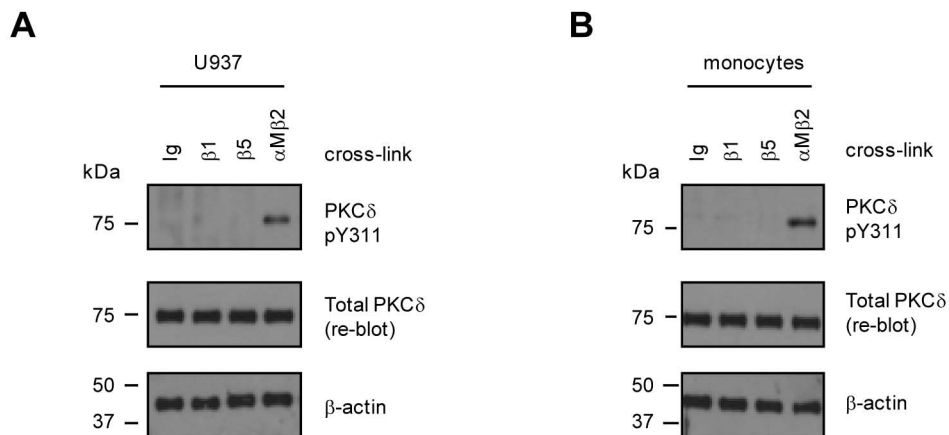 A
U937
Ig
β1
β5
αMβ2
cross-link
kDa
75
PKCδ
pY311
75
Total PKCδ
(re-blot)
50
37
β-actin
B
monocytes
Ig
β1
β5
αMβ2
cross-link
kDa
75
PKCδ
pY311
75
Total PKCδ
(re-blot)
50
37
β-actin